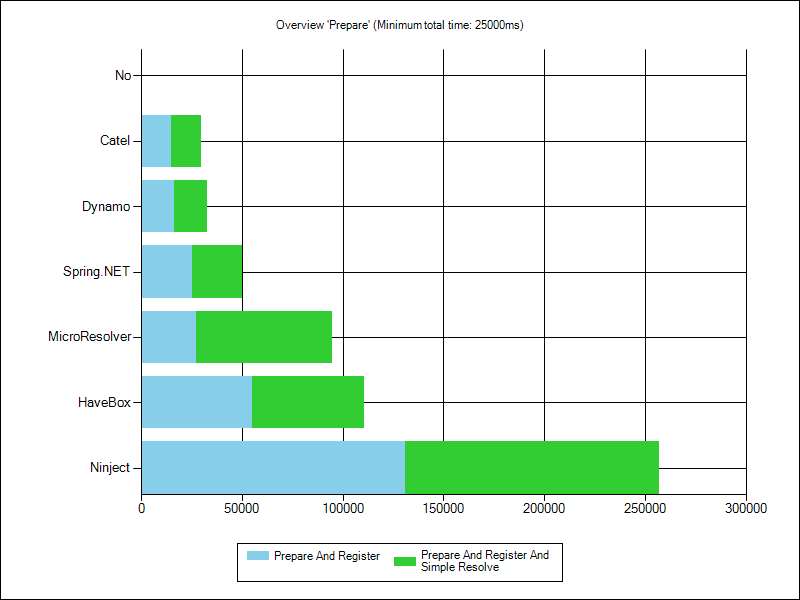 Overview 'Prepare' (Minimum total time: 25000ms)
No
Catel
Dynamo
Spring.NET
MicroResolver
HaveBox
Ninject
0 50000 100000 150000 200000 250000 300000
Prepare And Register
Prepare And Register And
Simple Resolve